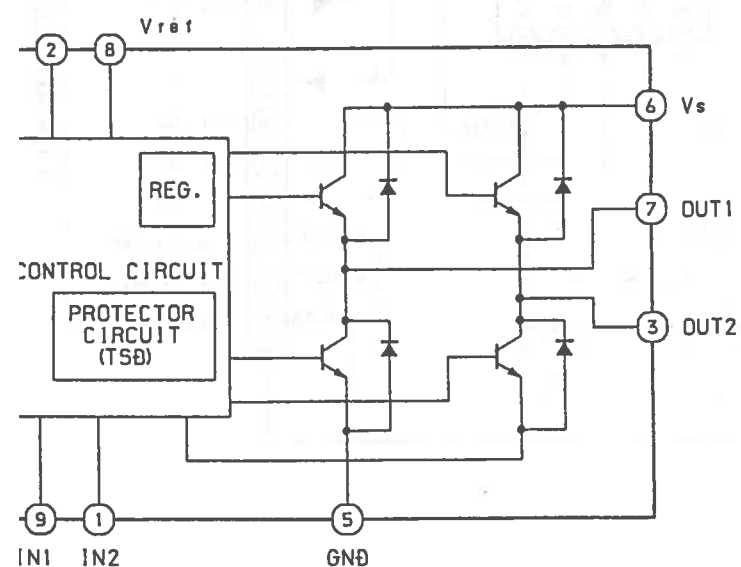 Vref
2
8
6
Vs
REG.
7
OUT1
CONTROL CIRCUIT
PROTECTOR
CIRCUIT
(TSD)
3
OUT2
9
1
5
IN1
IN2
GND